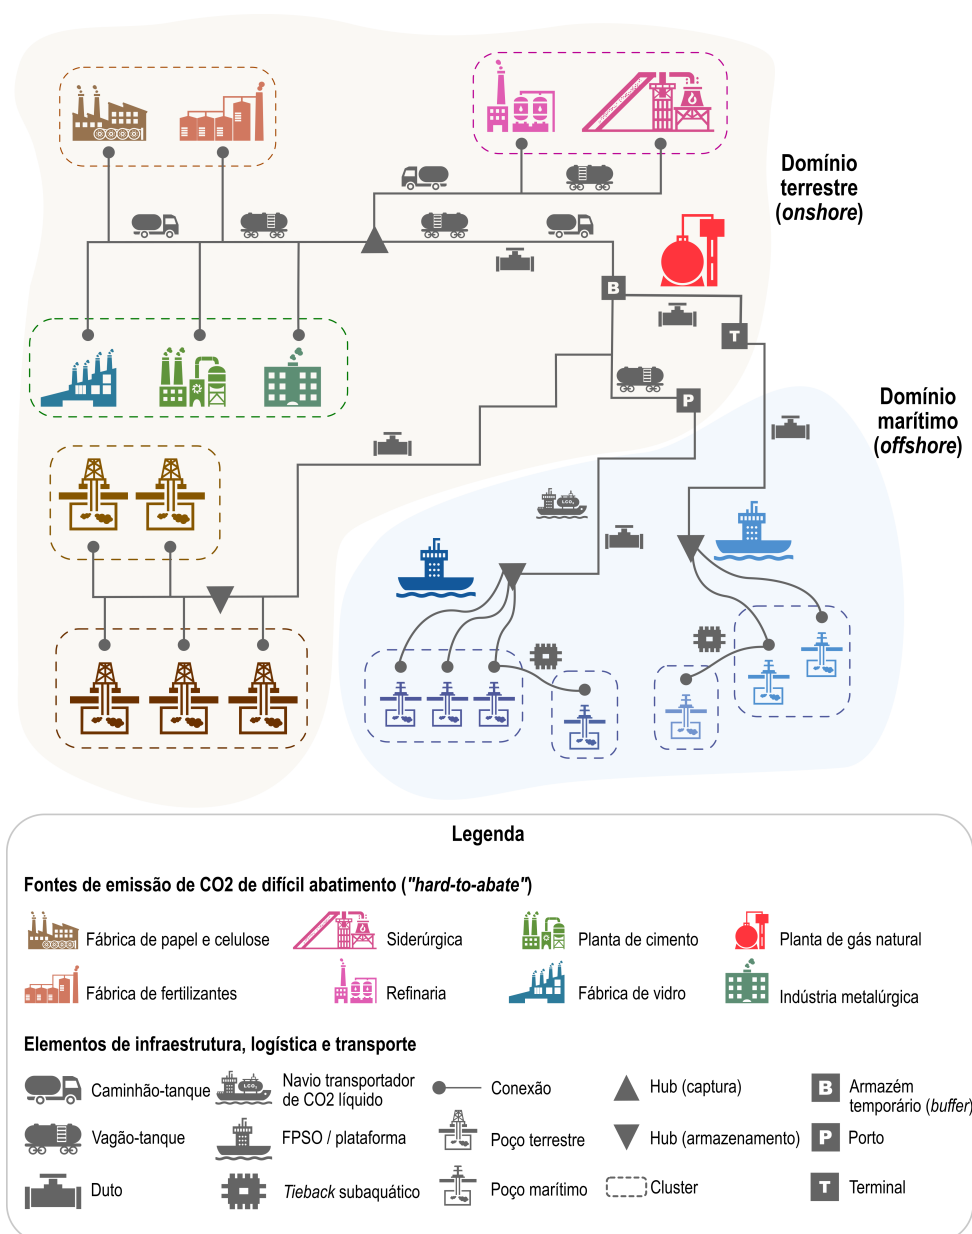 Domínio
terrestre
(onshore)
B
T
P
Domínio
marítimo
(offshore)
LCO₂
Legenda
Fontes de emissão de CO2 de difícil abatimento ("hard-to-abate")
Fábrica de papel e celulose
Siderúrgica
Planta de cimento
Planta de gás natural
Fábrica de fertilizantes
Refinaria
Fábrica de vidro
Indústria metalúrgica
Elementos de infraestrutura, logística e transporte
Caminhão-tanque
LCO₂
Navio transportador
de CO2 líquido
Conexão
Hub (captura)
B
Armazém
temporário (buffer)
Vagão-tanque
FPSO / plataforma
Poço terrestre
Hub (armazenamento)
P
Porto
Duto
Tieback subaquático
Poço marítimo
Cluster
T
Terminal